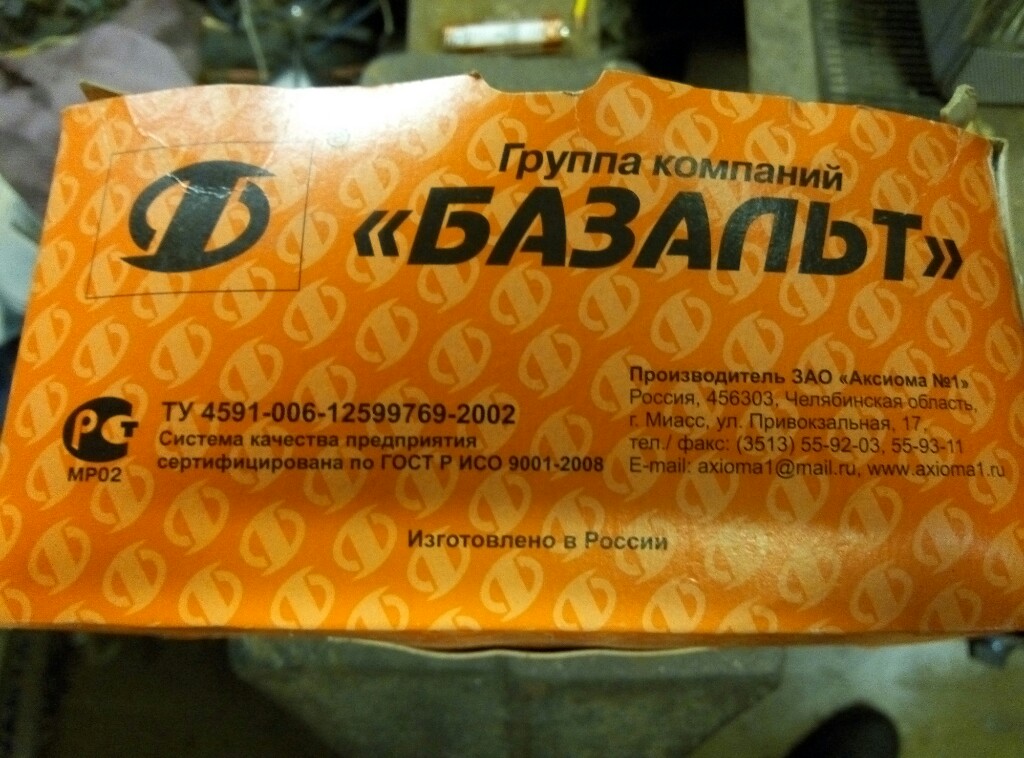 Группа компаний
«БАЗАЛЬТ»
Производитель ЗАО «Аксиома №1»
Россия, 456303, Челябинская область,
г. Миасс, ул. Привокзальная, 17,
тел./ факс: (3513) 55-92-03, 55-93-11
E-mail: axioma1@mail.ru, www.axioma1.ru
РСт
МР02
ТУ 4591-006-12599769-2002
Система качества предприятия
сертифицирована по ГОСТ Р ИСО 9001-2008
Изготовлено в России